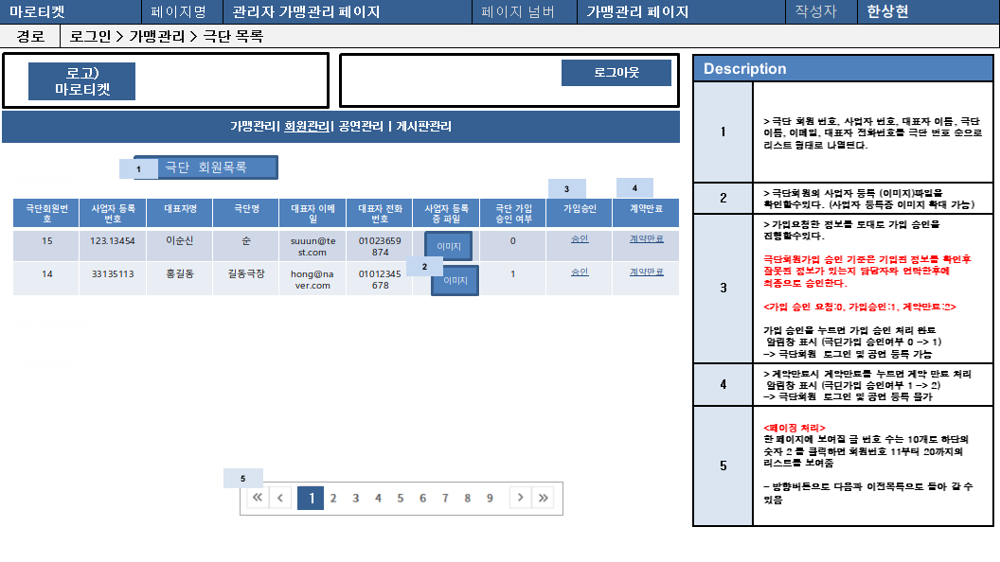 마로티켓 페이지명 관리자 가맹관리 페이지 페이지 넘버 가맹관리 페이지 작성자 한상현
경로 로그인 > 가맹관리 > 극단 목록
로고)
마로티켓
로그아웃
가맹관리| 회원관리| 공연관리 | 게시판관리
1
극단 회원목록
3
4
극단회원번
호
사업자 등록
번호
대표자명
극단명
대표자 이메
일
대표자 전화
번호
사업자 등록
증 파일
극단 가입
승인 여부
가입승인
계약만료
15
123.13454
이순신
순
suuun@te
st.com
01023659
874
이미지
0
승인
계약만료
2
14
33135113
홍길동
길동극장
hong@na
ver.com
01012345
678
이미지
1
승인
계약만료
5
« < 1 2 3 4 5 6 7 8 9 > »
Description
1
> 극단 회원 번호, 사업자 번호, 대표자 이름, 극단
이름, 이메일, 대표자 전화번호를 극단 번호 순으로
리스트 형태로 나열된다.
2
> 극단회원의 사업자 등록 (이미지)파일을
확인할수있다. (사업자 등록증 이미지 확대 가능)
3
> 가입요청한 정보를 토대로 가입 승인을
진행할수있다.
극단회원가입 승인 기준은 기입된 정보를 확인후
잘못된 정보가 있는지 담당자와 연락한후에
최종으로 승인한다.
<가입 승인 요청:0, 가입승인:1, 계약만료:2>
가입 승인을 누르면 가입 승인 처리 완료
알림창 표시 (극단가입 승인여부 0 -> 1)
-> 극단회원 로그인 및 공연 등록 가능
4
> 계약만료시 계약만료를 누르면 계약 만료 처리
알림창 표시 (극단가입 승인여부 1 -> 2)
-> 극단회원 로그인 및 공연 등록 불가
5
<페이징 처리>
한 페이지에 보여질 글 번호 수는 10개로 하단의
숫자 2 를 클릭하면 회원번호 11부터 20까지의
리스트를 보여줌
- 방향버튼으로 다음과 이전목록으로 돌아 갈 수
있음